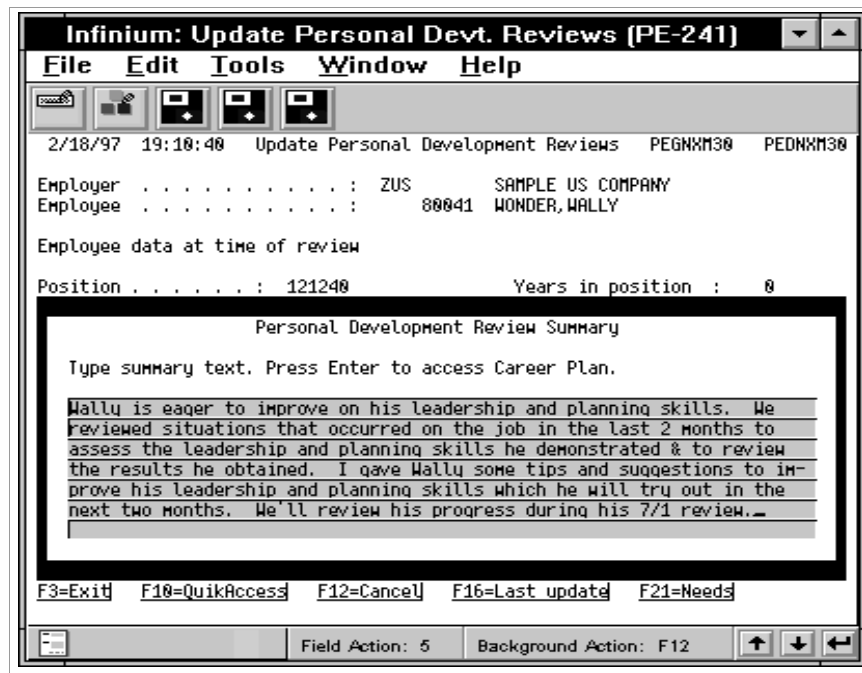 Infinium: Update Personal Devt. Reviews (PE-241)
File Edit Tools Window Help
2/18/97 19:10:40 Update Personal Development Reviews PEGNXM30 PEDNXM30
Employer . . . . . . . . . . . : ZUS SAMPLE US COMPANY
Employee . . . . . . . . . . . : 80041 WONDER,WALLY
Employee data at time of review
Position . . . . . . : 121240 Years in position : 0
Personal Development Review Summary
Type summary text. Press Enter to access Career Plan.
Wally is eager to improve on his leadership and planning skills. We
reviewed situations that occurred on the job in the last 2 months to
assess the leadership and planning skills he demonstrated & to review
the results he obtained. I gave Wally some tips and suggestions to im-
prove his leadership and planning skills which he will try out in the
next two months. We'll review his progress during his 7/1 review._
F3=Exit F10=QuikAccess F12=Cancel F16=Last update F21=Needs
Field Action: 5 Background Action: F12